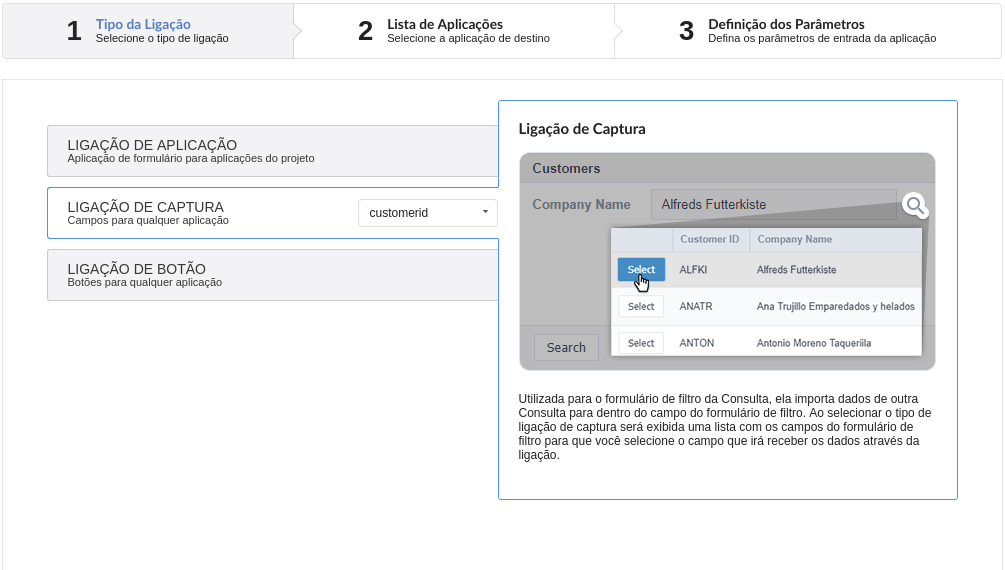 1 Tipo da Ligação
Selecione o tipo de ligação
2 Lista de Aplicações
Selecione a aplicação de destino
3 Definição dos Parâmetros
Defina os parâmetros de entrada da aplicação
LIGAÇÃO DE APLICAÇÃO
Aplicação de formulário para aplicações do projeto
LIGAÇÃO DE CAPTURA
Campos para qualquer aplicação
customerid
LIGAÇÃO DE BOTÃO
Botões para qualquer aplicação
Ligação de Captura
Customers
Company Name Alfreds Futterkiste
Customer ID Company Name
Select ALFKI Alfreds Futterkiste
Select ANATR Ana Trujillo Emparedados y helados
Select ANTON Antonio Moreno Taqueriila
Search
Utilizada para o formulário de filtro da Consulta, ela importa dados de outra
Consulta para dentro do campo do formulário de filtro. Ao selecionar o tipo de
ligação de captura será exibida uma lista com os campos do formulário de
filtro para que você selecione o campo que irá receber os dados através da
ligação.